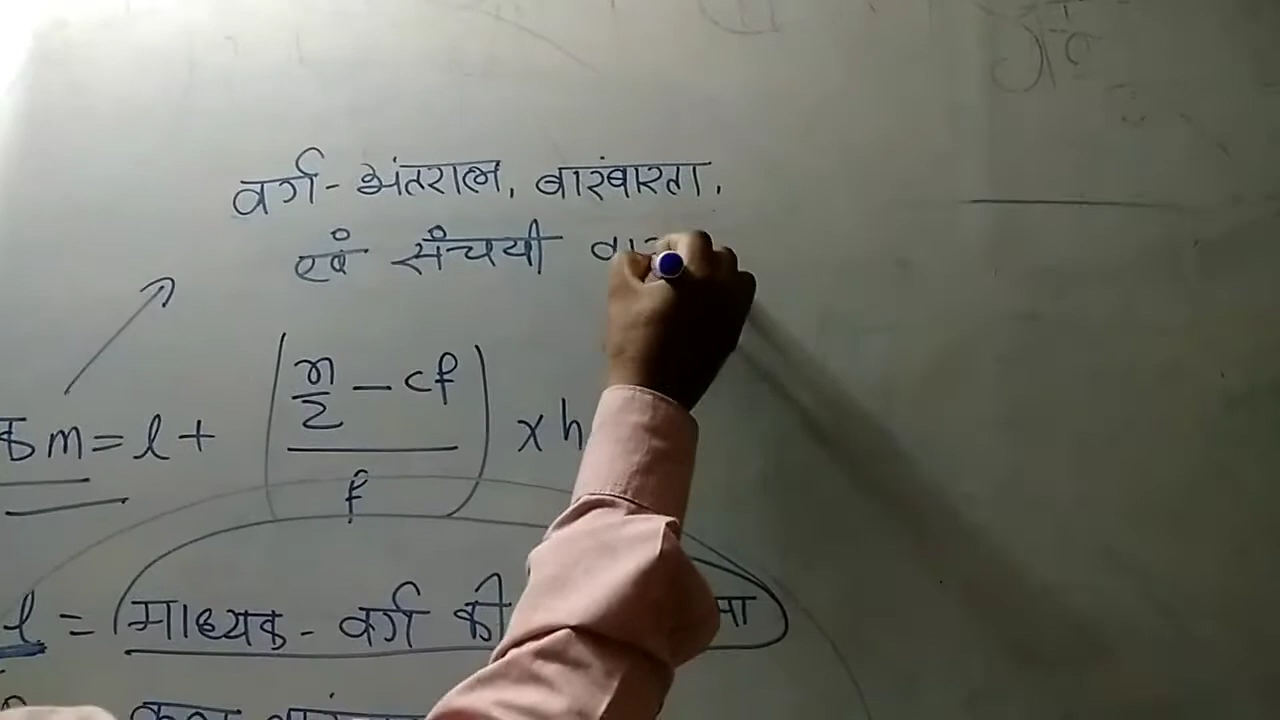 वर्ग-अंतराल, बारंबारता,
एवं संचयी
m = l + (n/2 - cf / f) x h
l = माध्यक-वर्ग की